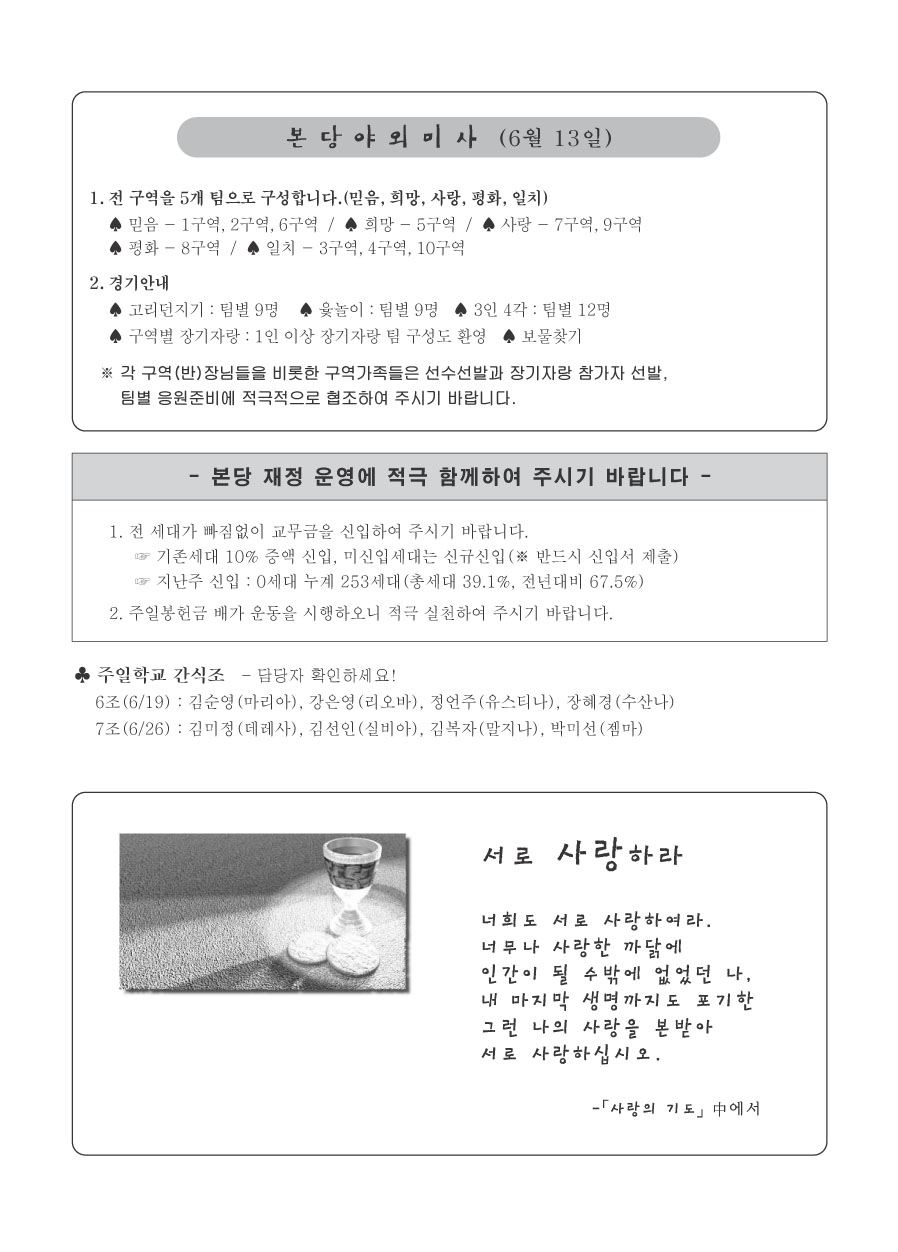 본당야외미사 (6월 13일)
1. 전 구역을 5개 팀으로 구성합니다.(믿음, 희망, 사랑, 평화, 일치)
♠ 믿음 - 1구역, 2구역, 6구역 / ♠ 희망 - 5구역 / ♠ 사랑 - 7구역, 9구역
♠ 평화 - 8구역 / ♠ 일치 - 3구역, 4구역, 10구역
2. 경기안내
♠ 고리던지기 : 팀별 9명 ♠ 윷놀이 : 팀별 9명 ♠ 3인 4각 : 팀별 12명
♠ 구역별 장기자랑 : 1인 이상 장기자랑 팀 구성도 환영 ♠ 보물찾기
※ 각 구역(반)장님들을 비롯한 구역가족들은 선수선발과 장기자랑 참가자 선발,
팀별 응원준비에 적극적으로 협조하여 주시기 바랍니다.
- 본당 재정 운영에 적극 함께하여 주시기 바랍니다 -
1. 전 세대가 빠짐없이 교무금을 신입하여 주시기 바랍니다.
☞ 기존세대 10% 증액 신입, 미신입세대는 신규신입(※ 반드시 신입서 제출)
☞ 지난주 신입 : 0세대 누계 253세대(총세대 39.1%, 전년대비 67.5%)
2. 주일봉헌금 배가 운동을 시행하오니 적극 실천하여 주시기 바랍니다.
♣ 주일학교 간식조 - 담당자 확인하세요!
6조(6/19) : 김순영(마리아), 강은영(리오바), 정언주(유스티나), 장혜경(수산나)
7조(6/26) : 김미정(데레사), 김선인(실비아), 김복자(말지나), 박미선(젬마)
서로 사랑하라
너희도 서로 사랑하여라.
너무나 사랑한 까닭에
인간이 될 수밖에 없었던 나,
내 마지막 생명까지도 포기한
그런 나의 사랑을 본받아
서로 사랑하십시오.
-「사랑의 기도」中에서